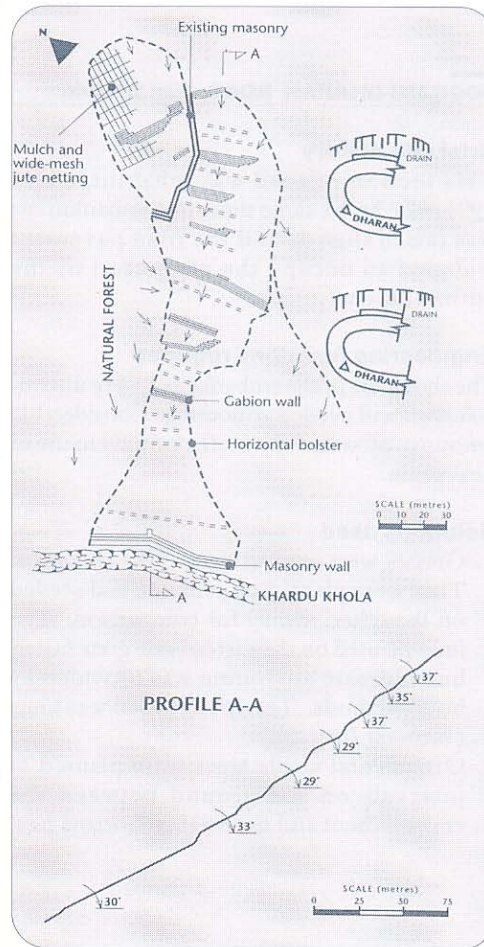 N
Existing masonry
A
Mulch and
wide-mesh
jute netting
DRAIN
DHARAN
NATURAL FOREST
DRAIN
DHARAN
Gabion wall
Horizontal bolster
SCALE (metres)
0 10 20 30
Masonry wall
A
KHARDU KHOLA
PROFILE A-A
37°
35°
37°
29°
29°
33°
30°
SCALE (metres)
0 25 50 75